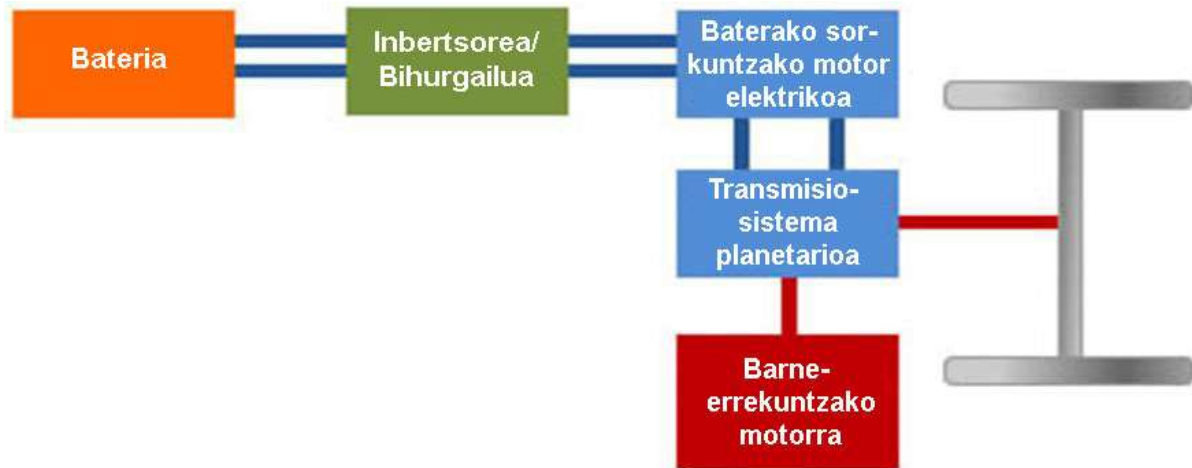 Bateria
Inbertsorea/
Bihurgailua
Baterako sor-
kuntzako motor
elektrikoa
Transmisio-
sistema
planetarioa
Barne-
errekuntzako
motorra